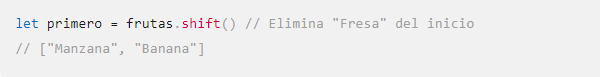 let primero = frutas.shift() // Elimina "Fresa" del inicio
// ["Manzana", "Banana"]